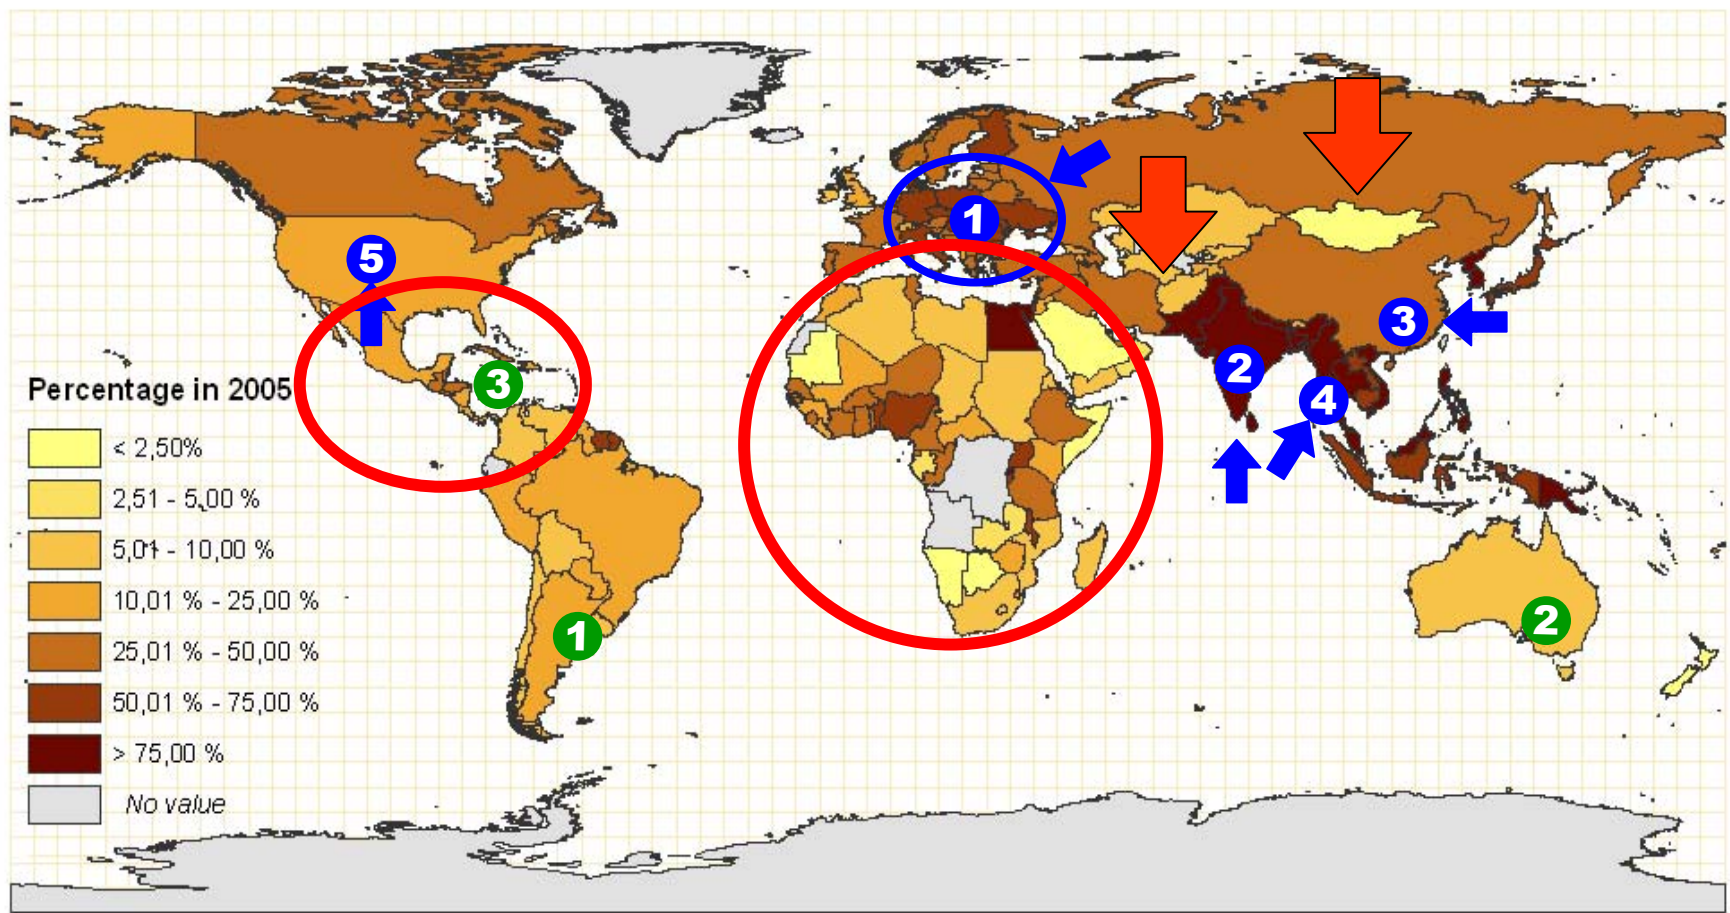 1
5
3
2
3
4
Percentage in 2005
< 2,50%
2,51 - 5,00 %
5,01 - 10,00 %
10,01 % - 25,00 %
1
2
25,01 % - 50,00 %
50,01 % - 75,00 %
> 75,00 %
No value